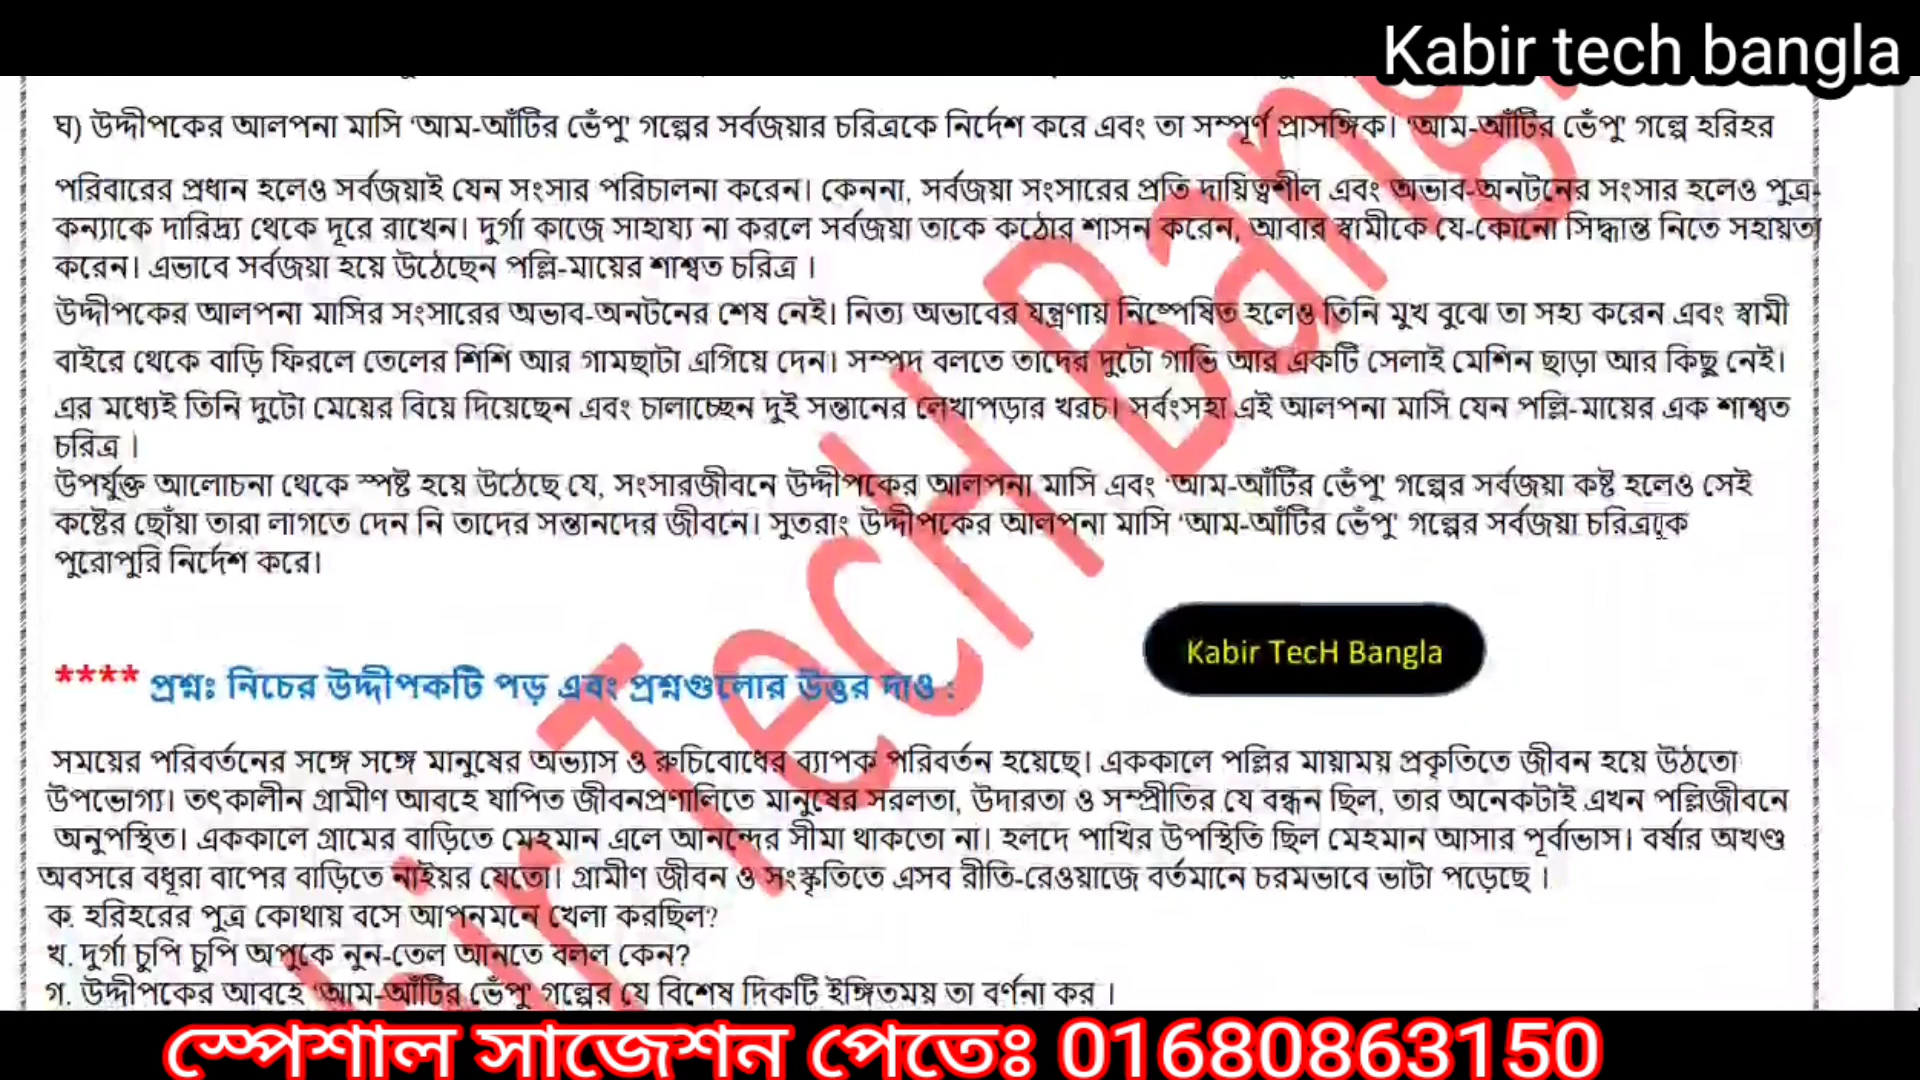 Kabir tech bangla
ঘ) উদ্দীপকের আলপনা মাসি ‘আম-আঁটির ভেঁপু’ গল্পের সর্বজয়ার চরিত্রকে নির্দেশ করে এবং তা সম্পূর্ণ প্রাসঙ্গিক। ‘আম-আঁটির ভেঁপু’ গল্পে হরিহর
পরিবারের প্রধান হলেও সর্বজয়াই যেন সংসার পরিচালনা করেন। কেননা, সর্বজয়া সংসারের প্রতি দায়িত্বশীল এবং অভাব-অনটনের সংসার হলেও পুত্র-
কন্যাকে দারিদ্র্য থেকে দূরে রাখেন। দুর্গা কাজে সাহায্য না করলে সর্বজয়া তাকে কঠোর শাসন করেন, আবার স্বামীকে যে-কোনো সিদ্ধান্ত নিতে সহায়তা
করেন। এভাবে সর্বজয়া হয়ে উঠেছেন পল্লি-মায়ের শাশ্বত চরিত্র ।
উদ্দীপকের আলপনা মাসির সংসারের অভাব-অনটনের শেষ নেই। নিত্য অভাবের যন্ত্রণায় নিষ্পেষিত হলেও তিনি মুখ বুঝে তা সহ্য করেন এবং স্বামী
বাইরে থেকে বাড়ি ফিরলে তেলের শিশি আর গামছাটা এগিয়ে দেন। সম্পদ বলতে তাদের দুটো গাভি আর একটি সেলাই মেশিন ছাড়া আর কিছু নেই।
এর মধ্যেই তিনি দুটো মেয়ের বিয়ে দিয়েছেন এবং চালাচ্ছেন দুই সন্তানের লেখাপড়ার খরচ। সর্বংসহা এই আলপনা মাসি যেন পল্লি-মায়ের এক শাশ্বত
চরিত্র ।
উপর্যুক্ত আলোচনা থেকে স্পষ্ট হয়ে উঠেছে যে, সংসারজীবনে উদ্দীপকের আলপনা মাসি এবং ‘আম-আঁটির ভেঁপু’ গল্পের সর্বজয়া কষ্ট হলেও সেই
কষ্টের ছোঁয়া তারা লাগতে দেন নি তাদের সন্তানদের জীবনে। সুতরাং উদ্দীপকের আলপনা মাসি ‘আম-আঁটির ভেঁপু’ গল্পের সর্বজয়া চরিত্রকে
পুরোপুরি নির্দেশ করে।
Kabir TecH Bangla
**** প্রশ্নঃ নিচের উদ্দীপকটি পড় এবং প্রশ্নগুলোর উত্তর দাও :
সময়ের পরিবর্তনের সঙ্গে সঙ্গে মানুষের অভ্যাস ও রুচিবোধের ব্যাপক পরিবর্তন হয়েছে। এককালে পল্লির মায়াময় প্রকৃতিতে জীবন হয়ে উঠতো
উপভোগ্য। তৎকালীন গ্রামীণ আবহে যাপিত জীবনপ্রণালিতে মানুষের সরলতা, উদারতা ও সম্প্রীতির যে বন্ধন ছিল, তার অনেকটাই এখন পল্লিজীবনে
অনুপস্থিত। এককালে গ্রামের বাড়িতে মেহমান এলে আনন্দের সীমা থাকতো না। হলদে পাখির উপস্থিতি ছিল মেহমান আসার পূর্বাভাস। বর্ষার অখণ্ড
অবসরে বধূরা বাপের বাড়িতে নাইয়র যেতো। গ্রামীণ জীবন ও সংস্কৃতিতে এসব রীতি-রেওয়াজে বর্তমানে চরমভাবে ভাটা পড়েছে ।
ক. হরিহরের পুত্র কোথায় বসে আপনমনে খেলা করছিল?
খ. দুর্গা চুপি চুপি অপুকে নুন-তেল আনতে বলল কেন?
গ. উদ্দীপকের আবহে ‘আম-আঁটির ভেঁপু’ গল্পের যে বিশেষ দিকটি ইঙ্গিতময় তা বর্ণনা কর ।
স্পেশাল সাজেশন পেতেঃ 01680863150